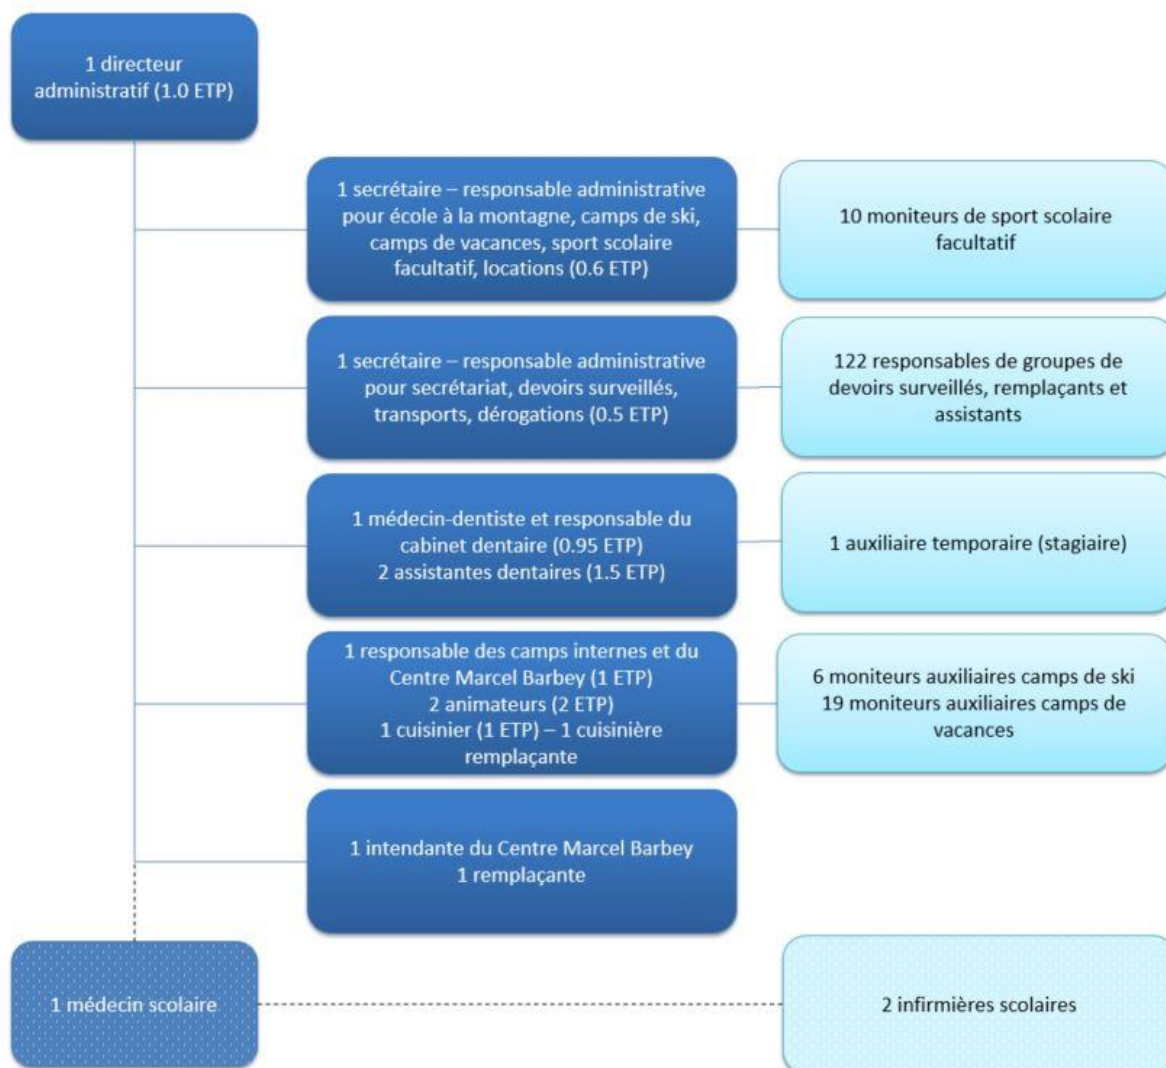 1 directeur
administratif (1.0 ETP)
1 secrétaire – responsable administrative
pour école à la montagne, camps de ski,
camps de vacances, sport scolaire
facultatif, locations (0.6 ETP)
10 moniteurs de sport scolaire
facultatif
1 secrétaire – responsable administrative
pour secrétariat, devoirs surveillés,
transports, dérogations (0.5 ETP)
122 responsables de groupes de
devoirs surveillés, remplaçants et
assistants
1 médecin-dentiste et responsable du
cabinet dentaire (0.95 ETP)
2 assistantes dentaires (1.5 ETP)
1 auxiliaire temporaire (stagiaire)
1 responsable des camps internes et du
Centre Marcel Barbey (1 ETP)
2 animateurs (2 ETP)
1 cuisinier (1 ETP) – 1 cuisinière
remplaçante
6 moniteurs auxiliaires camps de ski
19 moniteurs auxiliaires camps de
vacances
1 intendante du Centre Marcel Barbey
1 remplaçante
1 médecin scolaire
2 infirmières scolaires